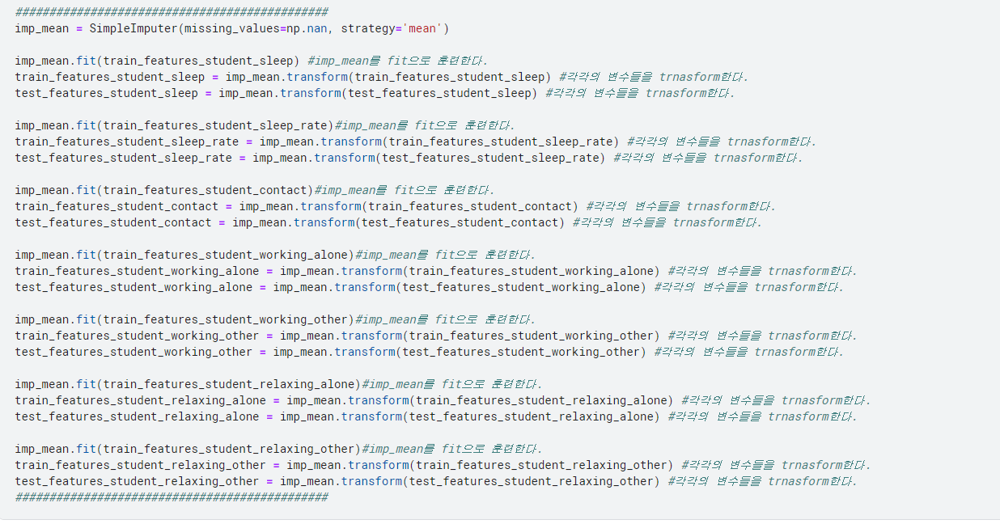 ##############################################
imp_mean = SimpleImputer(missing_values=np.nan, strategy='mean')
imp_mean.fit(train_features_student_sleep) #imp_mean를 fit으로 훈련한다.
train_features_student_sleep = imp_mean.transform(train_features_student_sleep) #각각의 변수들을 trnasform한다.
test_features_student_sleep = imp_mean.transform(test_features_student_sleep) #각각의 변수들을 trnasform한다.
imp_mean.fit(train_features_student_sleep_rate)#imp_mean를 fit으로 훈련한다.
train_features_student_sleep_rate = imp_mean.transform(train_features_student_sleep_rate) #각각의 변수들을 trnasform한다.
test_features_student_sleep_rate = imp_mean.transform(test_features_student_sleep_rate) #각각의 변수들을 trnasform한다.
imp_mean.fit(train_features_student_contact)#imp_mean를 fit으로 훈련한다.
train_features_student_contact = imp_mean.transform(train_features_student_contact) #각각의 변수들을 trnasform한다.
test_features_student_contact = imp_mean.transform(test_features_student_contact) #각각의 변수들을 trnasform한다.
imp_mean.fit(train_features_student_working_alone)#imp_mean를 fit으로 훈련한다.
train_features_student_working_alone = imp_mean.transform(train_features_student_working_alone) #각각의 변수들을 trnasform한다.
test_features_student_working_alone = imp_mean.transform(test_features_student_working_alone) #각각의 변수들을 trnasform한다.
imp_mean.fit(train_features_student_working_other)#imp_mean를 fit으로 훈련한다.
train_features_student_working_other = imp_mean.transform(train_features_student_working_other) #각각의 변수들을 trnasform한다.
test_features_student_working_other = imp_mean.transform(test_features_student_working_other) #각각의 변수들을 trnasform한다.
imp_mean.fit(train_features_student_relaxing_alone)#imp_mean를 fit으로 훈련한다.
train_features_student_relaxing_alone = imp_mean.transform(train_features_student_relaxing_alone) #각각의 변수들을 trnasform한다.
test_features_student_relaxing_alone = imp_mean.transform(test_features_student_relaxing_alone) #각각의 변수들을 trnasform한다.
imp_mean.fit(train_features_student_relaxing_other)#imp_mean를 fit으로 훈련한다.
train_features_student_relaxing_other = imp_mean.transform(train_features_student_relaxing_other) #각각의 변수들을 trnasform한다.
test_features_student_relaxing_other = imp_mean.transform(test_features_student_relaxing_other) #각각의 변수들을 trnasform한다.
##############################################